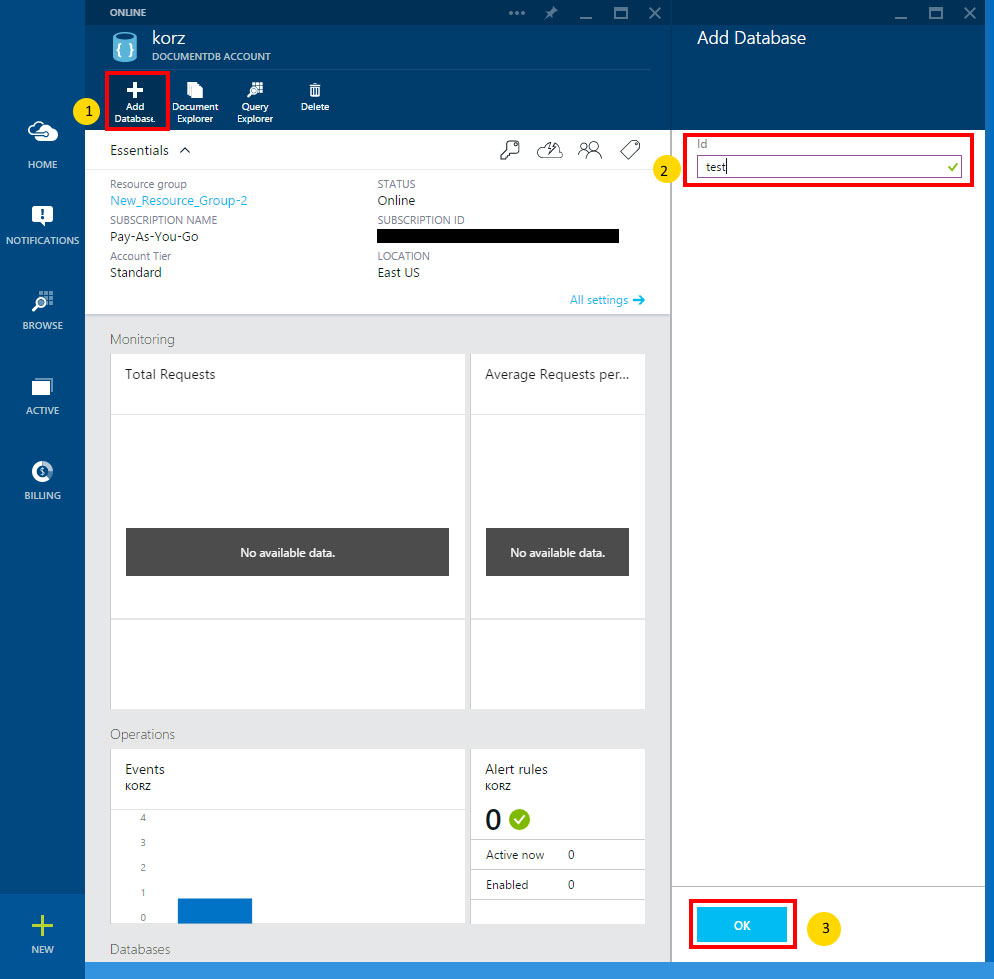 ONLINE
korz
DOCUMENTDB ACCOUNT
1
Add
Database
Document
Explorer
Query
Explorer
Delete
Essentials
Resource group
New_Resource_Group-2
STATUS
Online
SUBSCRIPTION NAME
Pay-As-You-Go
SUBSCRIPTION ID
Account Tier
Standard
LOCATION
East US
All settings
Monitoring
Total Requests
No available data.
Average Requests per...
No available data.
Operations
Events
KORZ
4
3
2
1
0
Alert rules
KORZ
0
Active now 0
Enabled 0
Databases
HOME
NOTIFICATIONS
BROWSE
ACTIVE
BILLING
NEW
Add Database
2
Id
test
OK
3